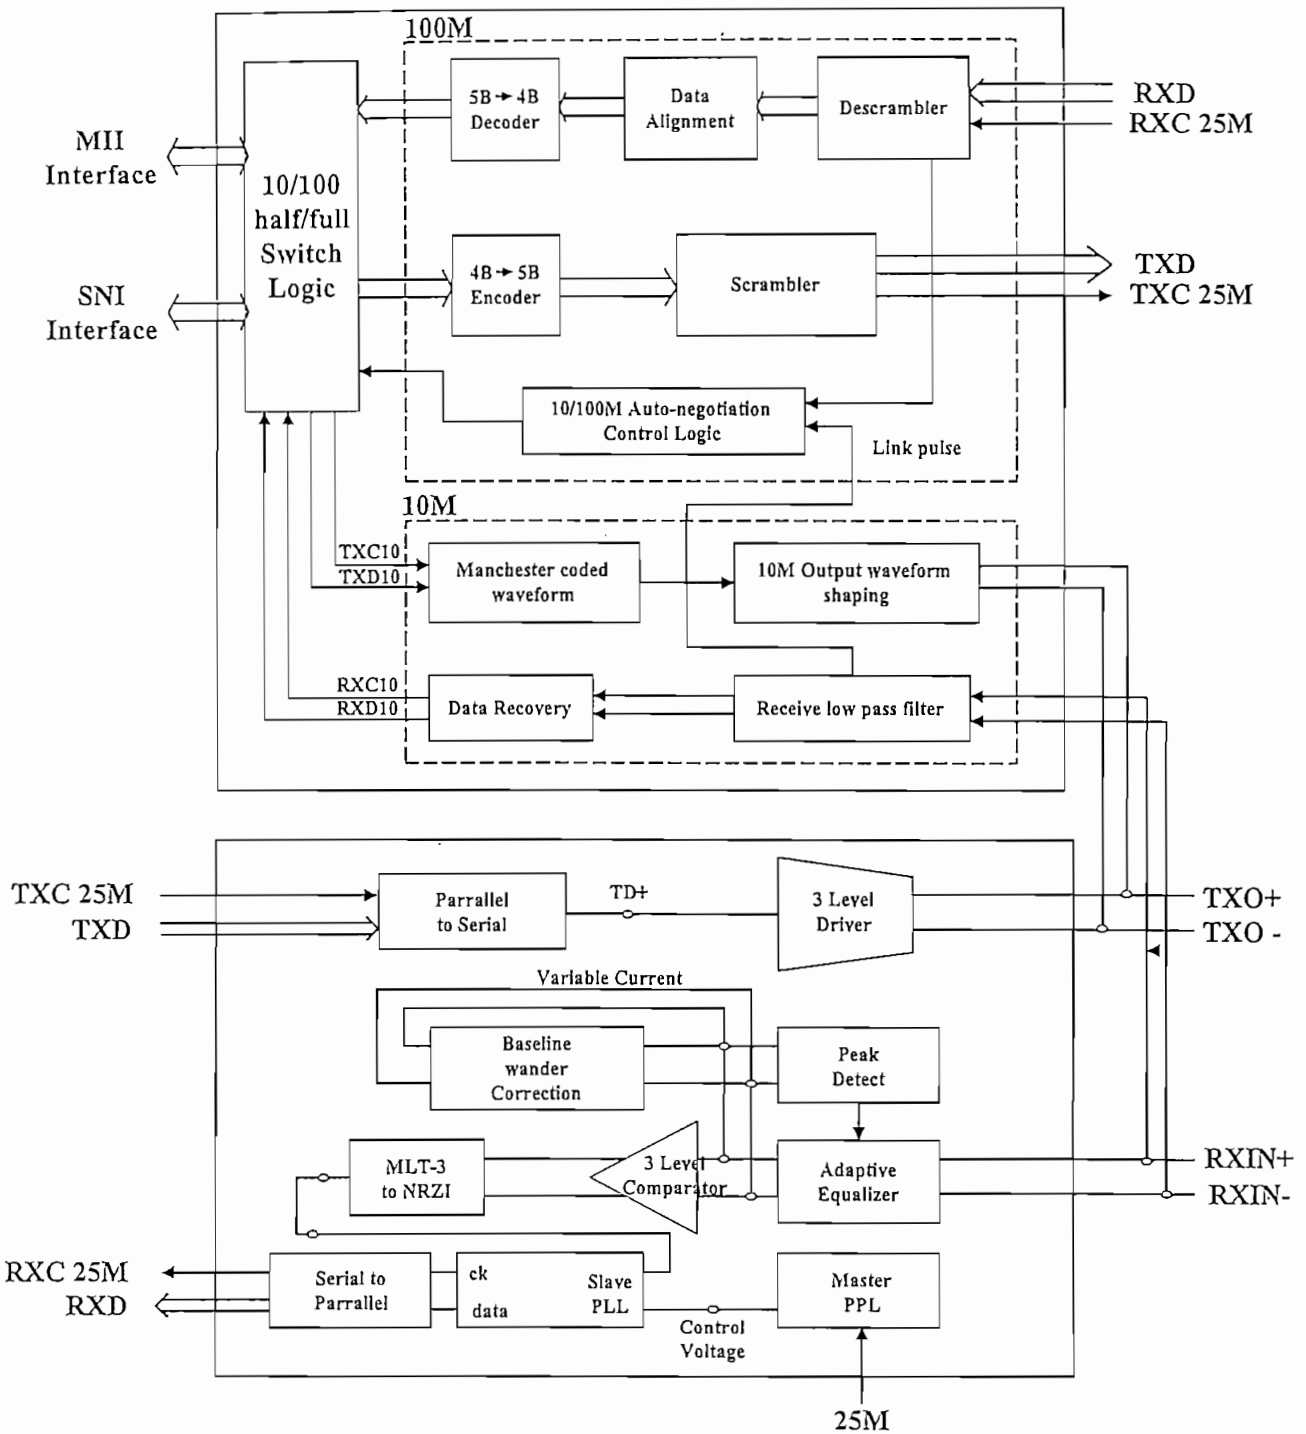 100M
5B → 4B
Decoder
Data
Alignment
Descrambler
RXD
RXC 25M
MII
Interface
10/100
half/full
Switch
Logic
4B → 5B
Encoder
Scrambler
TXD
TXC 25M
SNI
Interface
10/100M Auto-negotiation
Control Logic
Link pulse
10M
TXC10
TXD10
Manchester coded
waveform
10M Output waveform
shaping
RXC10
RXD10
Data Recovery
Receive low pass filter
TXC 25M
TXD
Parrallel
to Serial
TD+
3 Level
Driver
TXO+
TXO -
Variable Current
Baseline
wander
Correction
Peak
Detect
MLT-3
to NRZI
3 Level
Comparator
Adaptive
Equalizer
RXIN+
RXIN-
RXC 25M
RXD
Serial to
Parrallel
ck
data
Slave
PLL
Control
Voltage
Master
PPL
25M